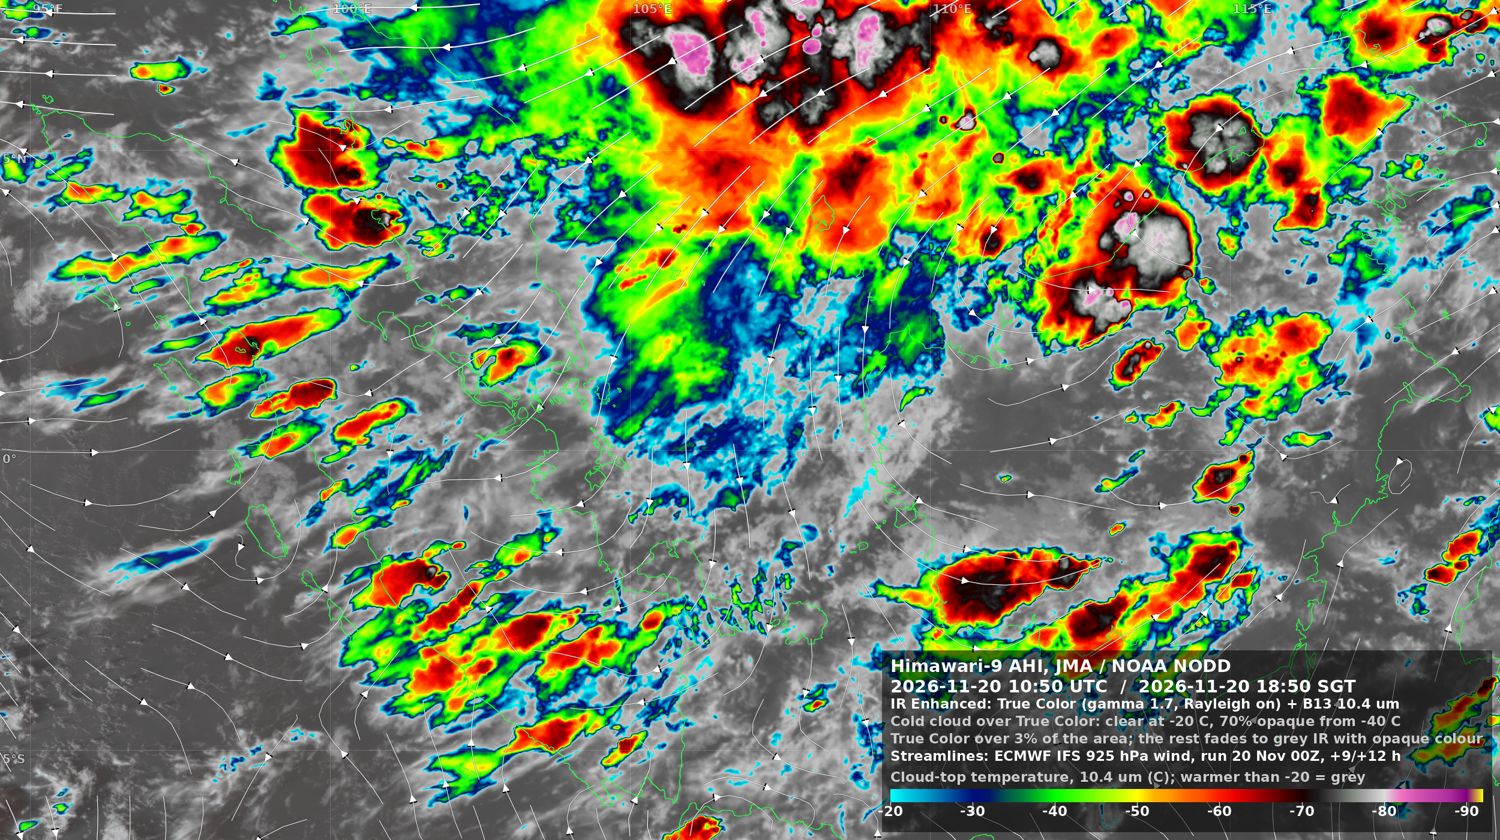 95°E 100°E 105°E 110°E 115°E
5°N
0°
5°S
Himawari-9 AHI, JMA / NOAA NODD
2026-11-20 10:50 UTC / 2026-11-20 18:50 SGT
IR Enhanced: True Color (gamma 1.7, Rayleigh on) + B13 10.4 um
Cold cloud over True Color: clear at -20 C, 70% opaque from -40 C
True Color over 3% of the area; the rest fades to grey IR with opaque colour
Streamlines: ECMWF IFS 925 hPa wind, run 20 Nov 00Z, +9/+12 h
Cloud-top temperature, 10.4 um (C); warmer than -20 = grey
-20 -30 -40 -50 -60 -70 -80 -90